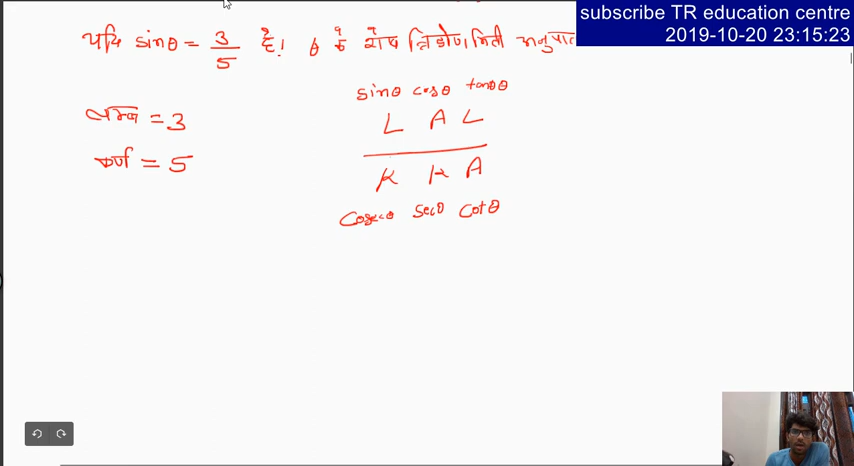 subscribe TR education centre
2019-10-20 23:15:23
यदि sinθ = 3/5 है! θ के शेष त्रिकोणमिती अनुपात
sinθ cosθ tanθ
लम्ब = 3
L A L
कर्ण = 5
K K A
cosecθ secθ cotθ